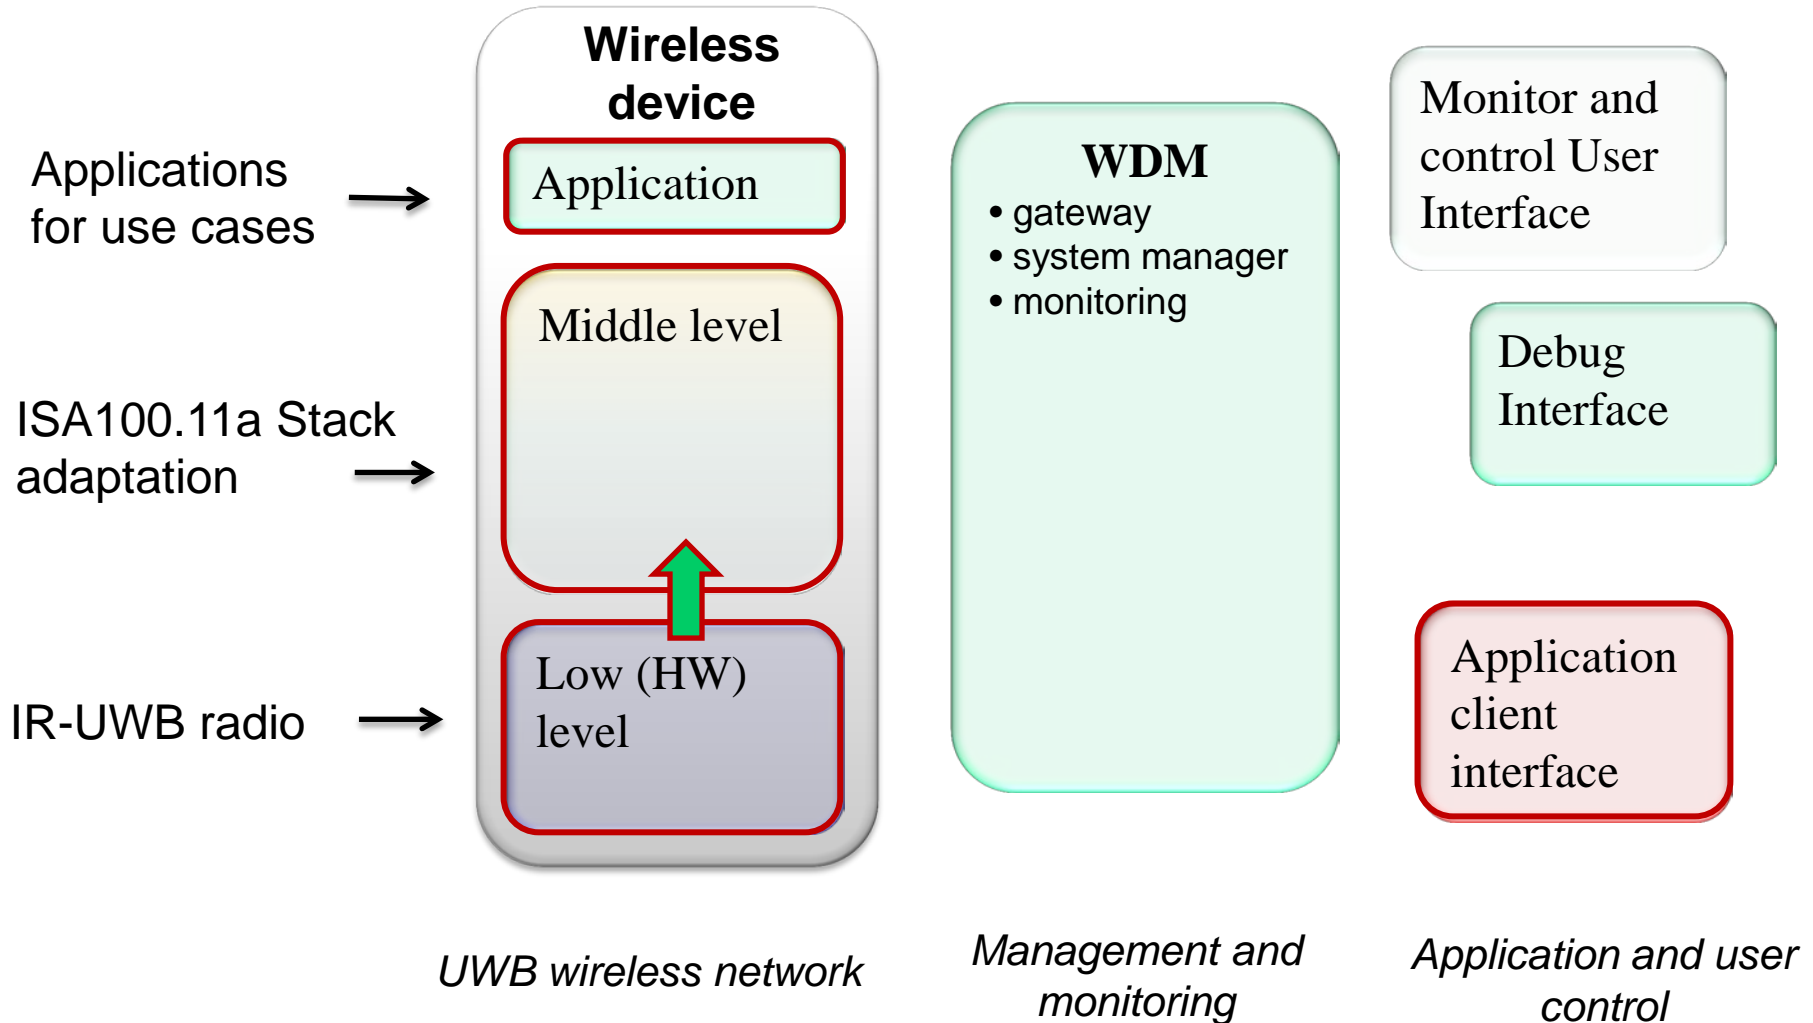 Wireless
device
Applications
for use cases
Application
Middle level
ISA100.11a Stack
adaptation
Low (HW)
level
IR-UWB radio
UWB wireless network
WDM
• gateway
• system manager
• monitoring
Management and
monitoring
Monitor and
control User
Interface
Debug
Interface
Application
client
interface
Application and user
control